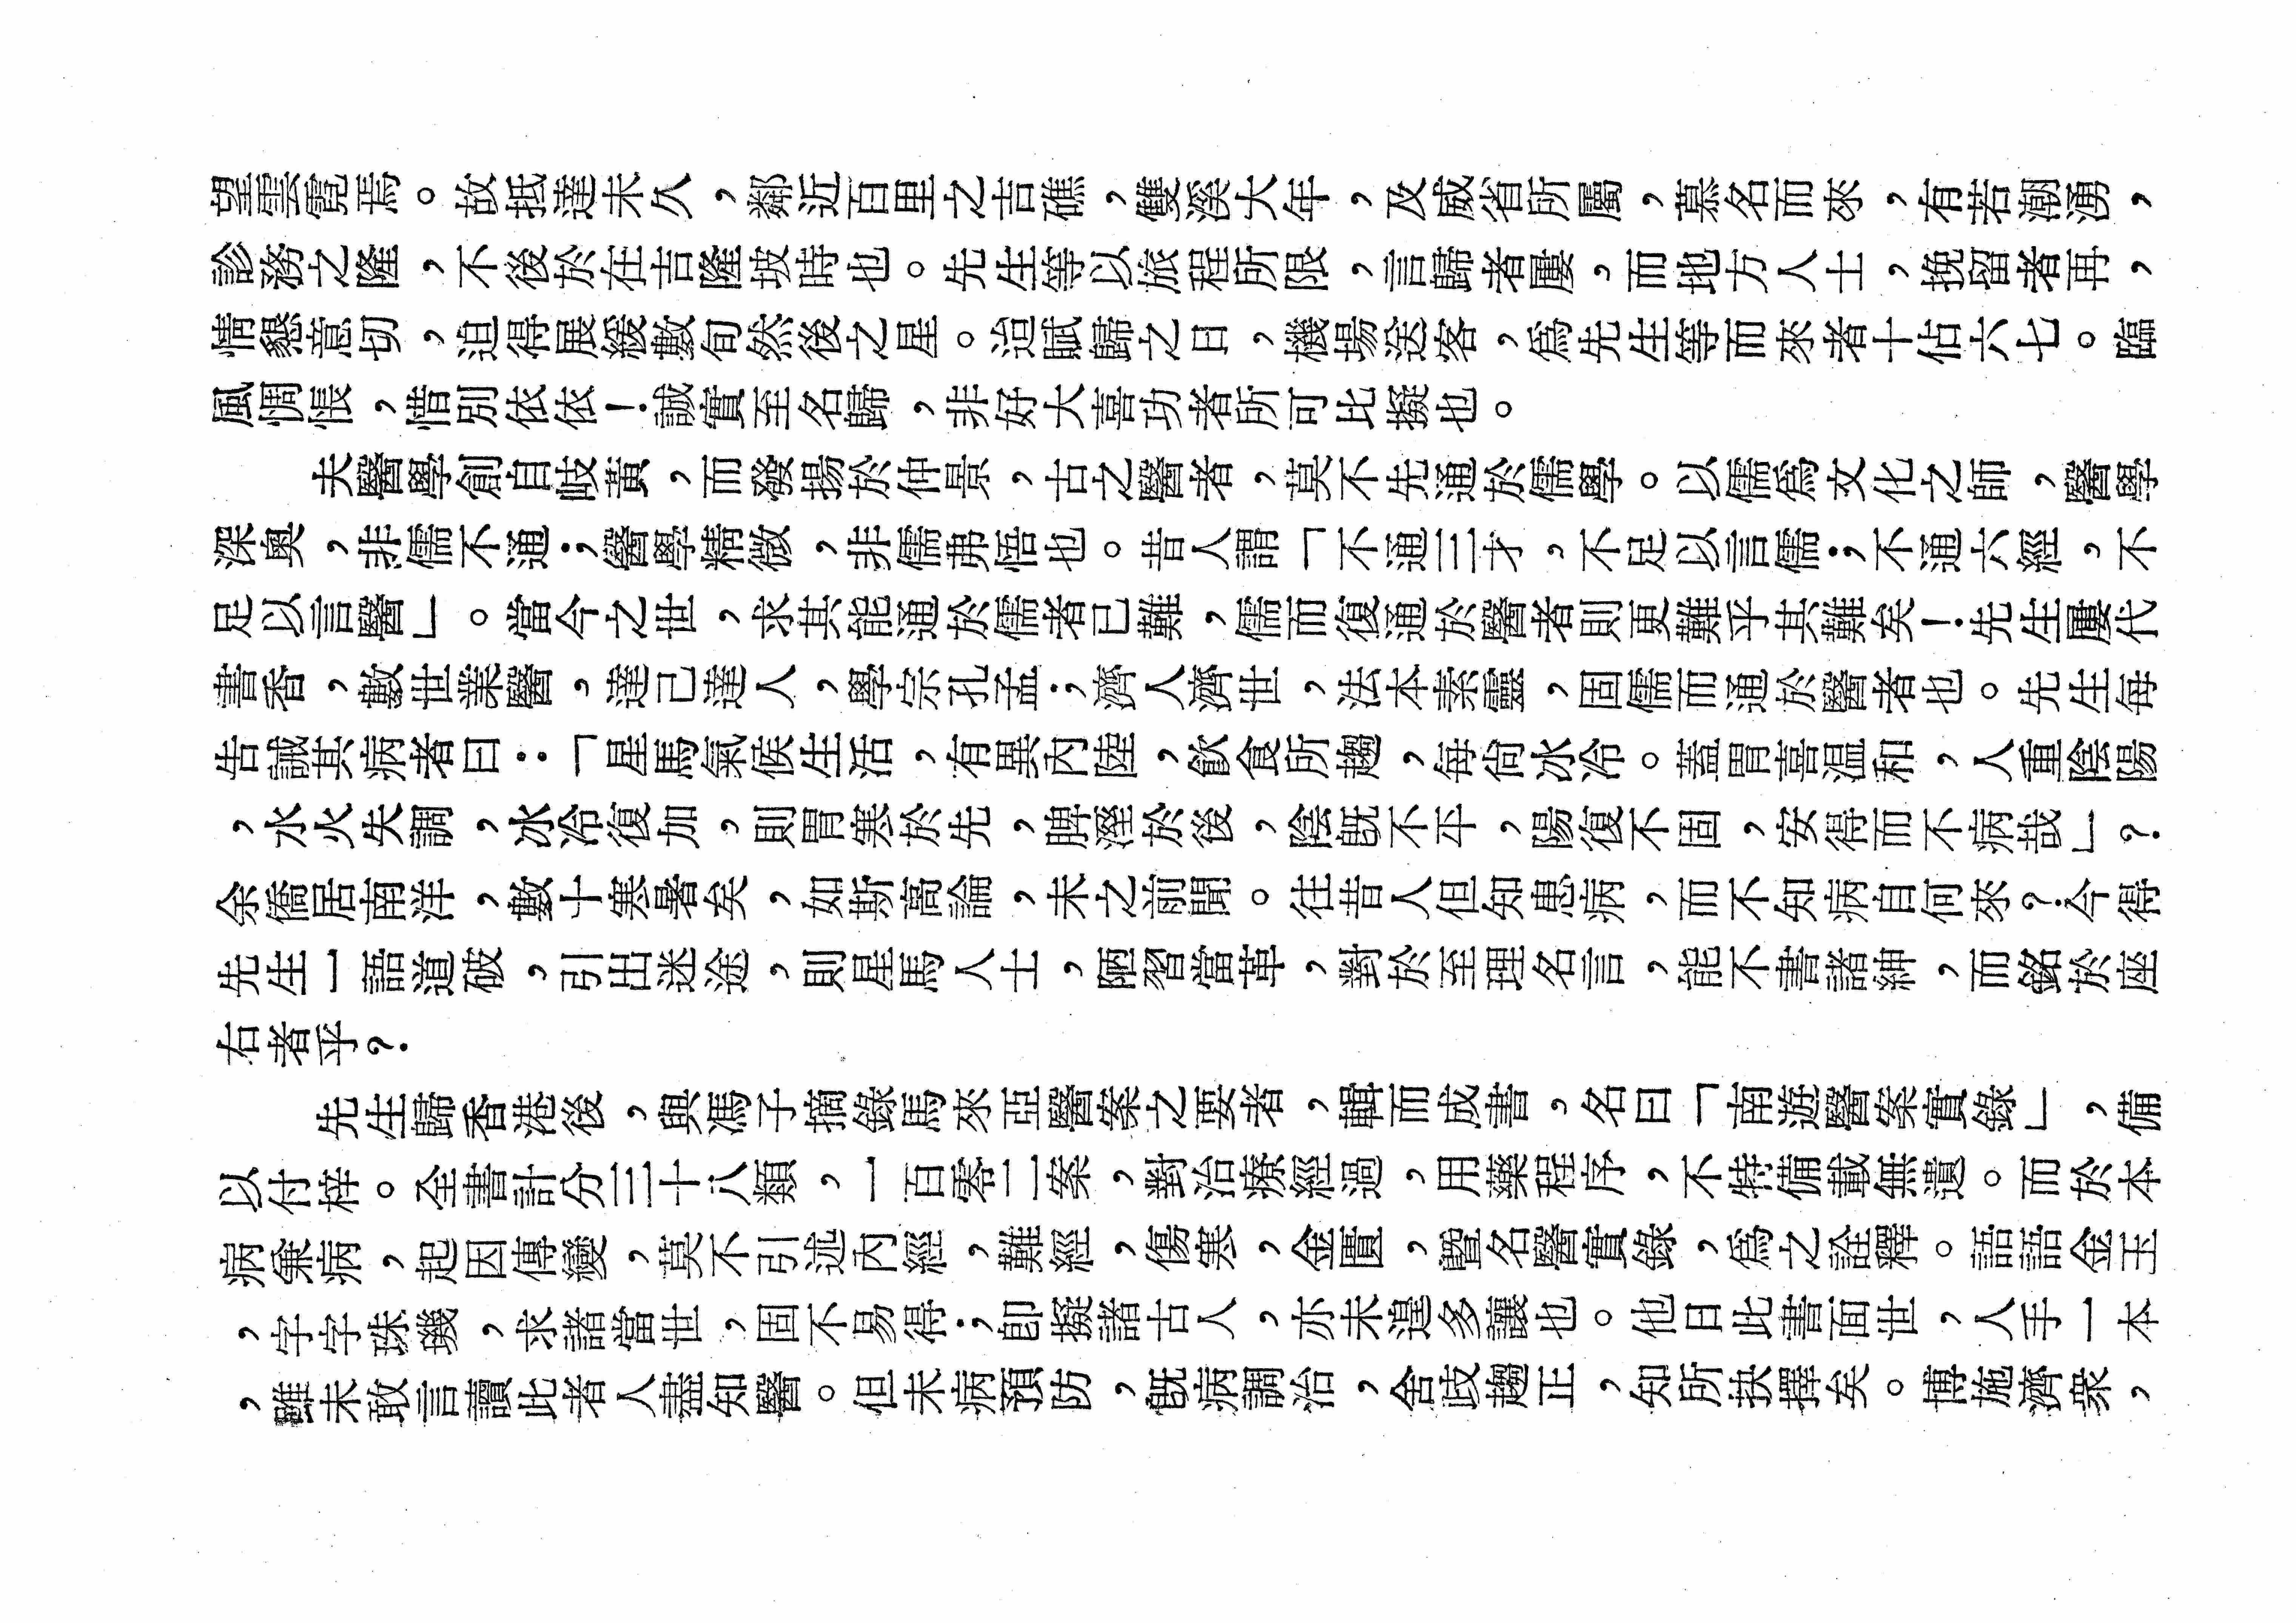 望雲霓焉。故抵達未久，鄰近百里之吉礁，雙溪大年，及威省所屬，慕名而來，有若潮湧，
診務之隆，不後於在吉隆坡時也。先生等以旅程所限，言歸者屢，而地方人士，挽留者再，
情懇意切，迫得展緩數旬然後之星。迨賦歸之日，機場送客，爲先生等而來者十佔六七。臨
風惆悵，惜別依依！誠實至名歸，非好大喜功者所可比擬也。
夫醫學創自岐黃，而發揚於仲景，古之醫者，莫不先通於儒學。以儒爲文化之師，醫學
深奧，非儒不通；醫學精微，非儒弗悟也。昔人謂「不通三才，不足以言儒；不通六經，不
足以言醫」。當今之世，求其能通於儒者已難，儒而復通於醫者則更難乎其難矣！先生屢代
書香，數世業醫，達己達人，學宗孔孟；濟人濟世，法本素靈，固儒而通於醫者也。先生每
告誡其病者曰：「星馬氣候生活，有異內陸，飲食所趨，每尙冰冷。蓋胃喜溫和，人重陰陽
，水火失調，冰冷復加，則胃寒於先，脾溼於後，陰旣不平，陽復不固，安得而不病哉」？
余僑居南洋，數十寒暑矣，如斯高論，未之前聞。往昔人但知患病，而不知病自何來？今得
先生一語道破，引出迷途，則星馬人士，陋習當革，對於至理名言，能不書諸紳，而銘於座
右者乎？
先生歸香港後，與馮子摘錄馬來亞醫案之要者，輯而成書，名曰「南遊醫案實錄」，備
以付梓。全書計分三十八類，一百零二案，對治療經過，用藥程序，不特備載無遺。而於本
病兼病，起因傳變，莫不引述內經，難經，傷寒，金匱，暨名醫實錄，爲之詮釋。語語金玉
，字字珠璣，求諸當世，固不易得；卽擬諸古人，亦未遑多讓也。他日此書面世，人手一本
，雖未敢言讀此者人盡知醫。但未病預防，旣病調治，舍歧趨正，知所抉擇矣。博施濟衆，